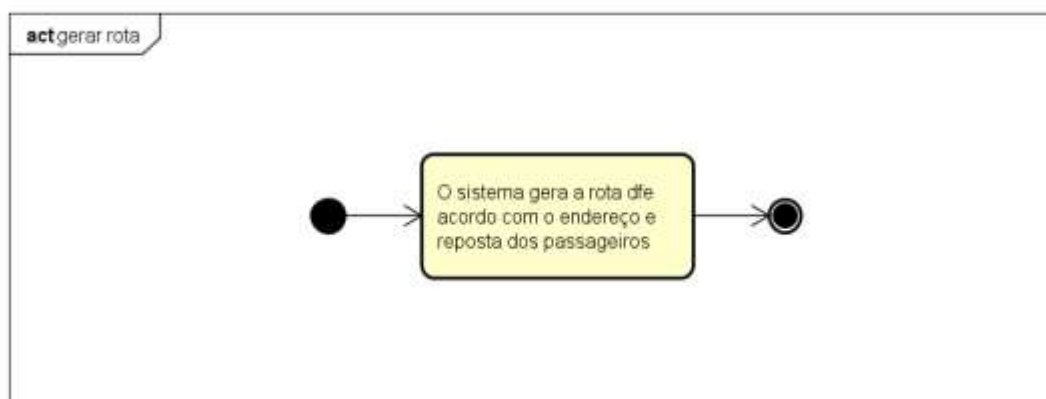 act gerar rota
O sistema gera a rota dfe
acordo com o endereço e
reposta dos passageiros